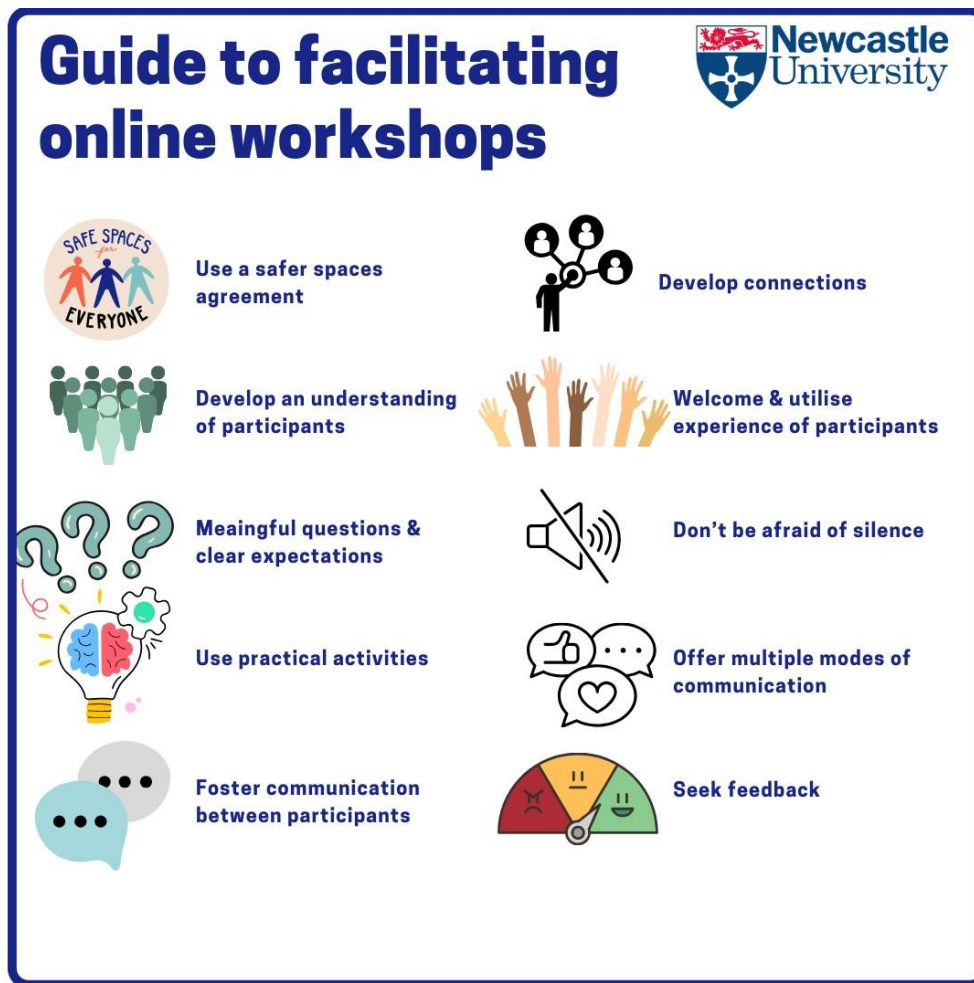 Guide to facilitating
online workshops
Newcastle
University
SAFE SPACES
for
EVERYONE
Use a safer spaces
agreement
Develop connections
Develop an understanding
of participants
Welcome & utilise
experience of participants
Meaningful questions &
clear expectations
Don’t be afraid of silence
Use practical activities
Offer multiple modes of
communication
Foster communication
between participants
Seek feedback